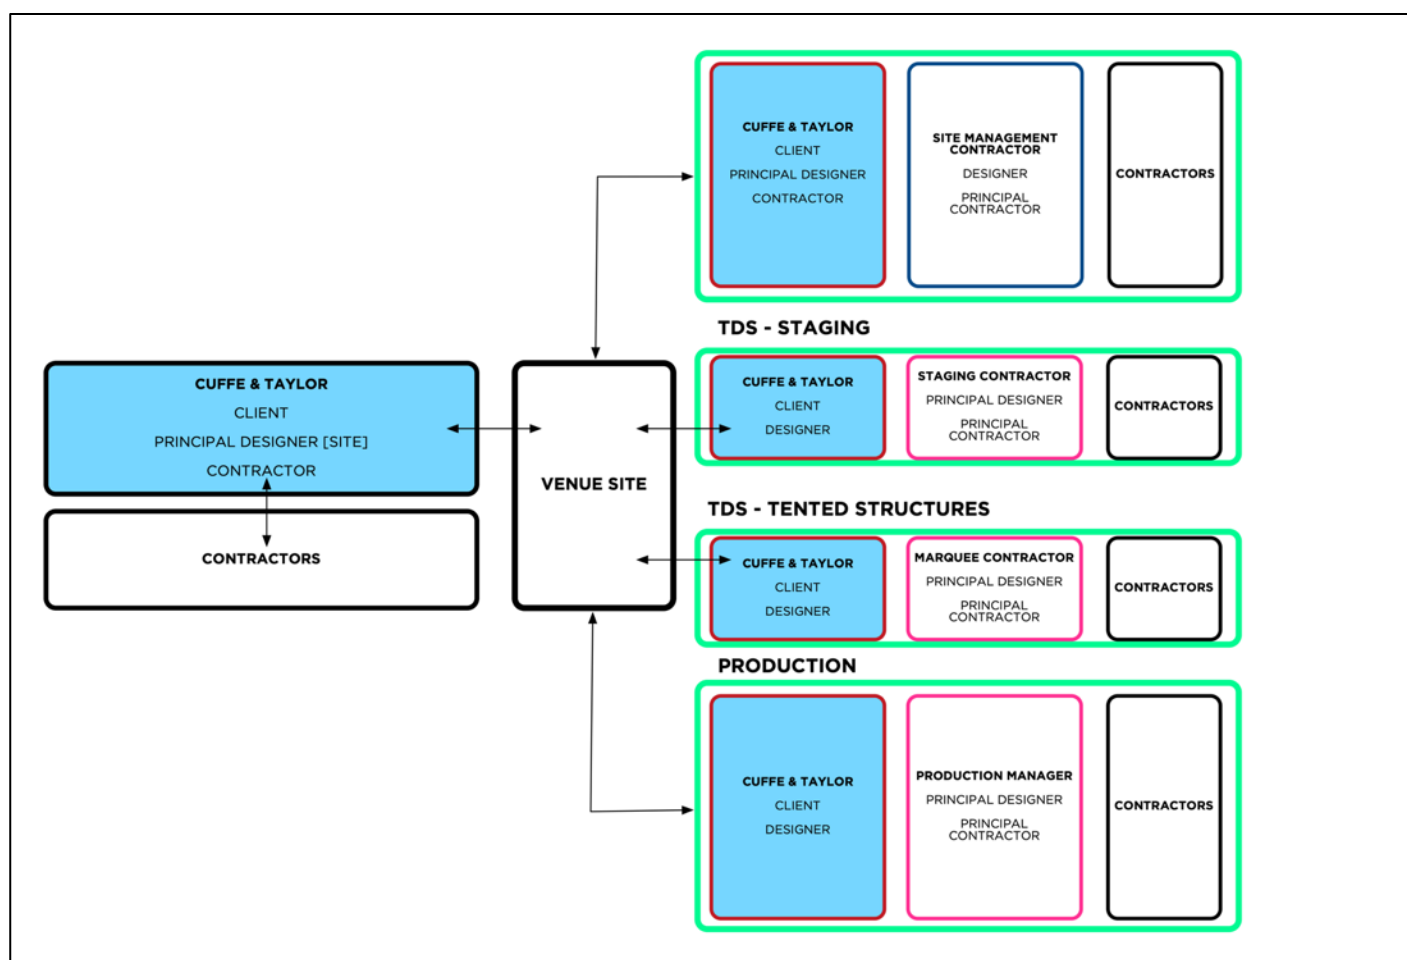 CUFFE & TAYLOR
CLIENT
PRINCIPAL DESIGNER
CONTRACTOR
SITE MANAGEMENT
CONTRACTOR
DESIGNER
PRINCIPAL
CONTRACTOR
CONTRACTORS
TDS - STAGING
CUFFE & TAYLOR
CLIENT
DESIGNER
STAGING CONTRACTOR
PRINCIPAL DESIGNER
PRINCIPAL
CONTRACTOR
CONTRACTORS
CUFFE & TAYLOR
CLIENT
PRINCIPAL DESIGNER [SITE]
CONTRACTOR
CONTRACTORS
VENUE SITE
TDS - TENTED STRUCTURES
CUFFE & TAYLOR
CLIENT
DESIGNER
MARQUEE CONTRACTOR
PRINCIPAL DESIGNER
PRINCIPAL
CONTRACTOR
CONTRACTORS
PRODUCTION
CUFFE & TAYLOR
CLIENT
DESIGNER
PRODUCTION MANAGER
PRINCIPAL DESIGNER
PRINCIPAL
CONTRACTOR
CONTRACTORS